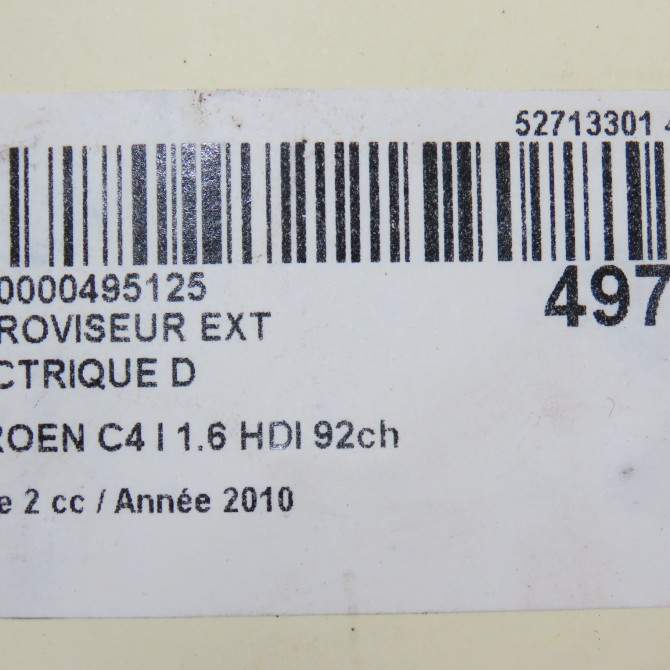 52713301 4
0000495125
497
ROVISEUR EXT
CTRIQUE D
ROEN C4 I 1.6 HDI 92ch
e 2 cc / Année 2010